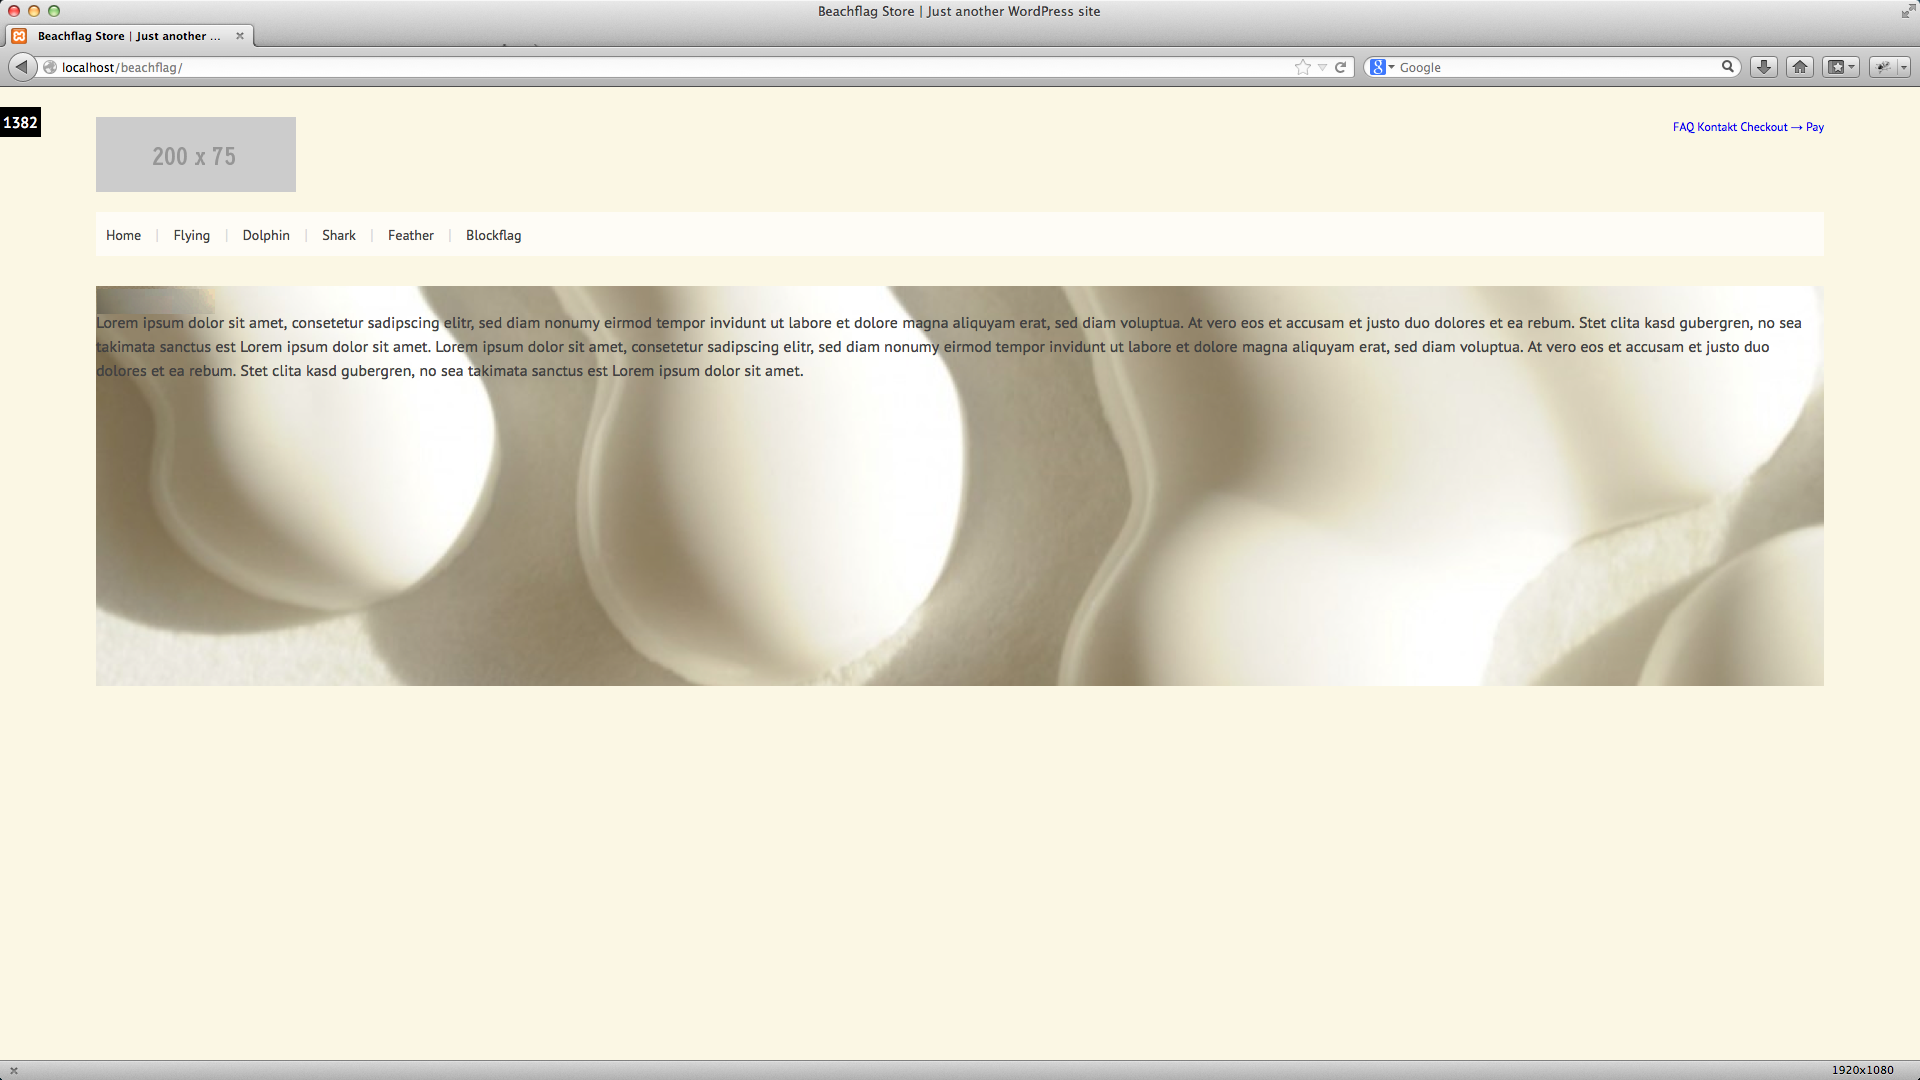 Beachflag Store | Just another WordPress site
Beachflag Store | Just another ...
localhost/beachflag/
Google
1382
200 x 75
FAQ Kontakt Checkout → Pay
Home | Flying | Dolphin | Shark | Feather | Blockflag
Lorem ipsum dolor sit amet, consetetur sadipscing elitr, sed diam nonumy eirmod tempor invidunt ut labore et dolore magna aliquyam erat, sed diam voluptua. At vero eos et accusam et justo duo dolores et ea rebum. Stet clita kasd gubergren, no sea
takimata sanctus est Lorem ipsum dolor sit amet. Lorem ipsum dolor sit amet, consetetur sadipscing elitr, sed diam nonumy eirmod tempor invidunt ut labore et dolore magna aliquyam erat, sed diam voluptua. At vero eos et accusam et justo duo
dolores et ea rebum. Stet clita kasd gubergren, no sea takimata sanctus est Lorem ipsum dolor sit amet.
1920x1080